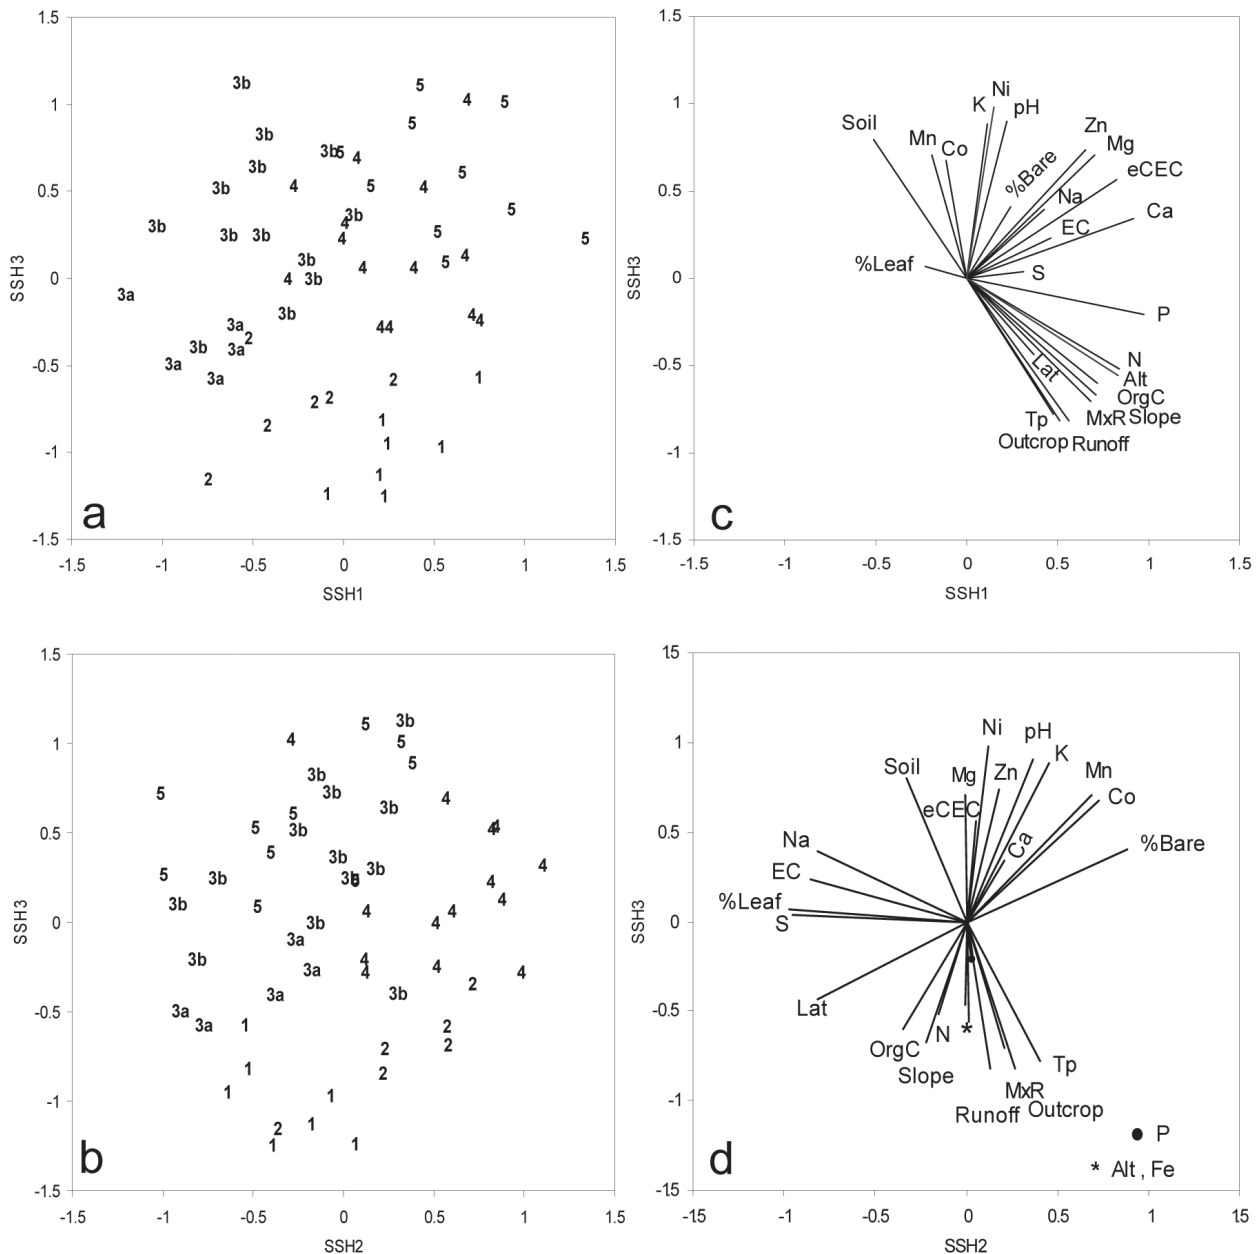 1.5
1
0.5
0
-0.5
-1
-1.5
SSH3
3b
5
4 5
5
3b
3b 5 4
3b
5
3b 4 5 4
5
3b 4
3b
3b 3b 4 5 5
3b 5 4
4 3b 4 4
3a
3b 4 4
3a 44
2
3b 3a
3a
3a 2 1
2 2
2 1
1 1
2 1
1 1
a
-1.5 -1 -0.5 0 0.5 1 1.5
SSH1
1.5
1
0.5
0
-0.5
-1
-1.5
SSH3
Ni
K pH
Soil Zn
Mn Co Mg
%Bare eCEC
Na
Ca
EC
%Leaf
S
P
N
Lat Alt
OrgC
Tp MxR Slope
Outcrop Runoff
c
-1.5 -1 -0.5 0 0.5 1 1.5
SSH1
1.5
1
0.5
0
-0.5
-1
-1.5
SSH3
5 3b
4 5
5
3b
5 3b 4
3b
5
5 3b 4 4
5 3b
3b 4
5 3b 3b 5 4
3b 5 4 4
3b 4 4
3a
3b 4
3a 4 4 4
3a 3b 2
3a
3a 1 2
2 2
1 2
1 1
2 1
1 1
b
-1.5 -1 -0.5 0 0.5 1 1.5
SSH2
15
1
0.5
0
-0.5
-1
-15
SSH3
Ni pH
K
Soil Mg Zn Mn
Co
eCEC
Na Ca %Bare
EC
%Leaf
S
Lat
*
N
OrgC
Slope Tp
MxR
Runoff Outcrop
P
* Alt , Fe
d
-15 -1 -0.5 0 0.5 1 15
SSH2